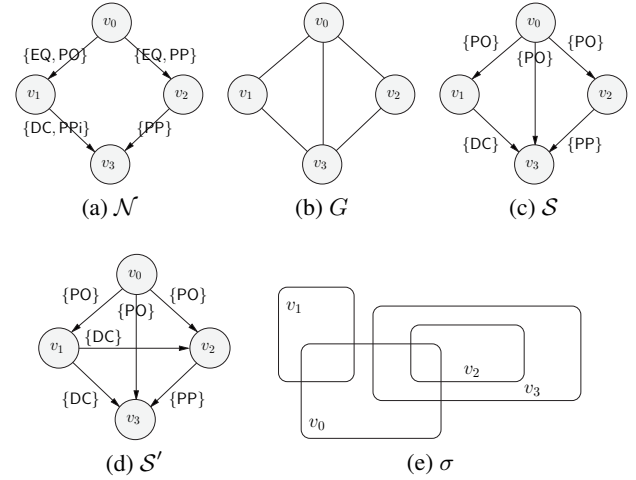 v₀
{EQ, PO} {EQ, PP}
v₁ v₂
{DC, PPi} {PP}
v₃
(a) 𝒩
v₀
v₁ v₂
v₃
(b) G
v₀
{PO} {PO} {PO}
v₁ v₂
{DC} {PP}
v₃
(c) 𝒮
v₀
{PO} {PO} {PO}
v₁ {DC} v₂
{DC} {PP}
v₃
(d) 𝒮′
v₁
v₂
v₃
v₀
(e) σ